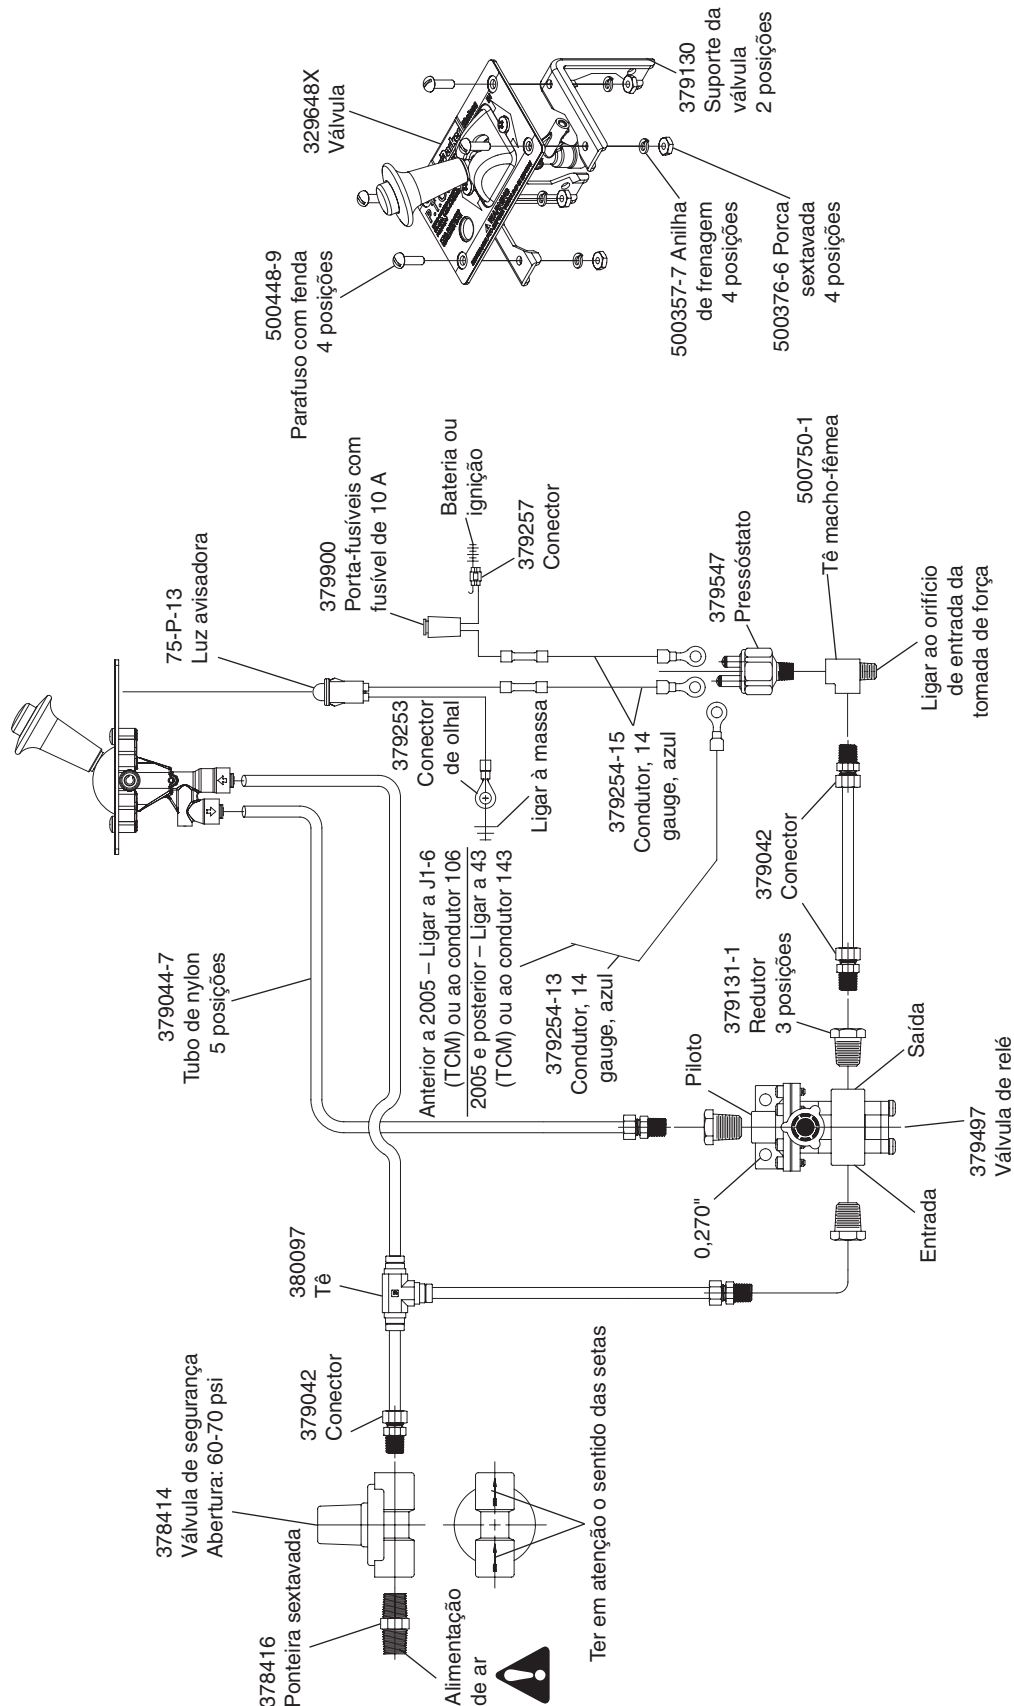 378416
Ponteira sextavada
378414
Válvula de segurança
Abertura: 60-70 psi
379042
Conector
380097
Tê
Alimentação
de ar
Ter em atenção o sentido das setas
379044-7
Tubo de nylon
5 posições
Anterior a 2005 – Ligar a J1-6
(TCM) ou ao condutor 106
2005 e posterior – Ligar a 43
(TCM) ou ao condutor 143
379254-13
Condutor, 14
gauge, azul
75-P-13
Luz avisadora
379253
Conector
de olhal
Ligar à massa
379900
Porta-fusíveis com
fusível de 10 A
Bateria ou
ignição
379257
Conector
379254-15
Condutor, 14
gauge, azul
379547
Pressóstato
500750-1
Tê macho-fêmea
Ligar ao orifício
de entrada da
tomada de força
379042
Conector
379131-1
Redutor
3 posições
Piloto
0,270"
Entrada
Saída
379497
Válvula de relé
500448-9
Parafuso com fenda
4 posições
329648X
Válvula
379130
Suporte da
válvula
2 posições
500357-7 Anilha
de frenagem
4 posições
500376-6 Porca
sextavada
4 posições